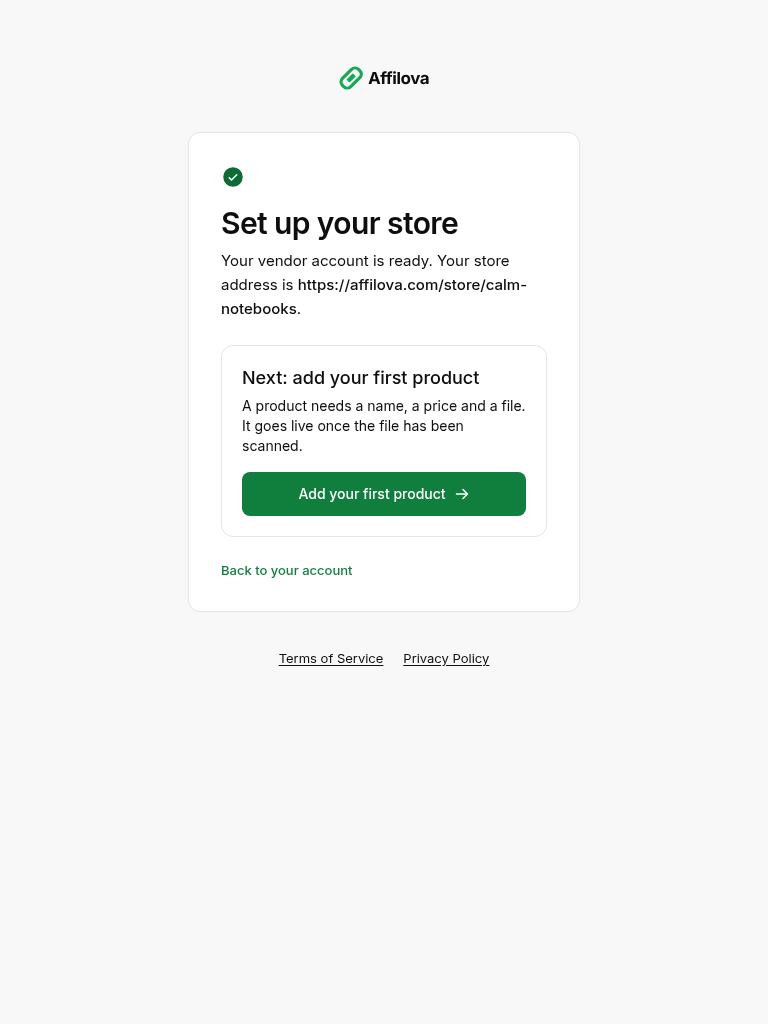 Affilova
Set up your store
Your vendor account is ready. Your store
address is https://affilova.com/store/calm-
notebooks.
Next: add your first product
A product needs a name, a price and a file.
It goes live once the file has been
scanned.
Add your first product
Back to your account
Terms of Service
Privacy Policy